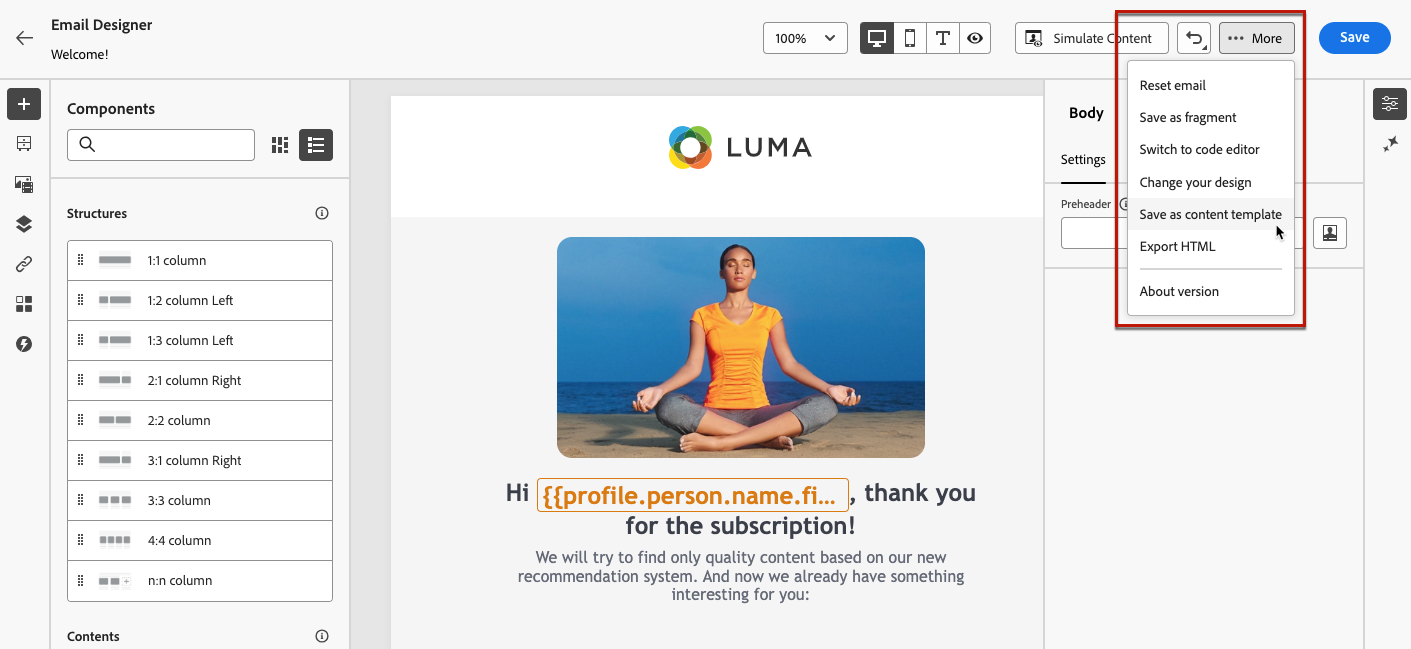 Email Designer
Welcome!
100%
Simulate Content
More
Save
Components
Structures
1:1 column
1:2 column Left
1:3 column Left
2:1 column Right
2:2 column
3:1 column Right
3:3 column
4:4 column
n:n column
Contents
LUMA
Hi {{profile.person.name.fi... , thank you
for the subscription!
We will try to find only quality content based on our new
recommendation system. And now we already have something
interesting for you:
Body
Settings
Preheader
Reset email
Save as fragment
Switch to code editor
Change your design
Save as content template
Export HTML
About version